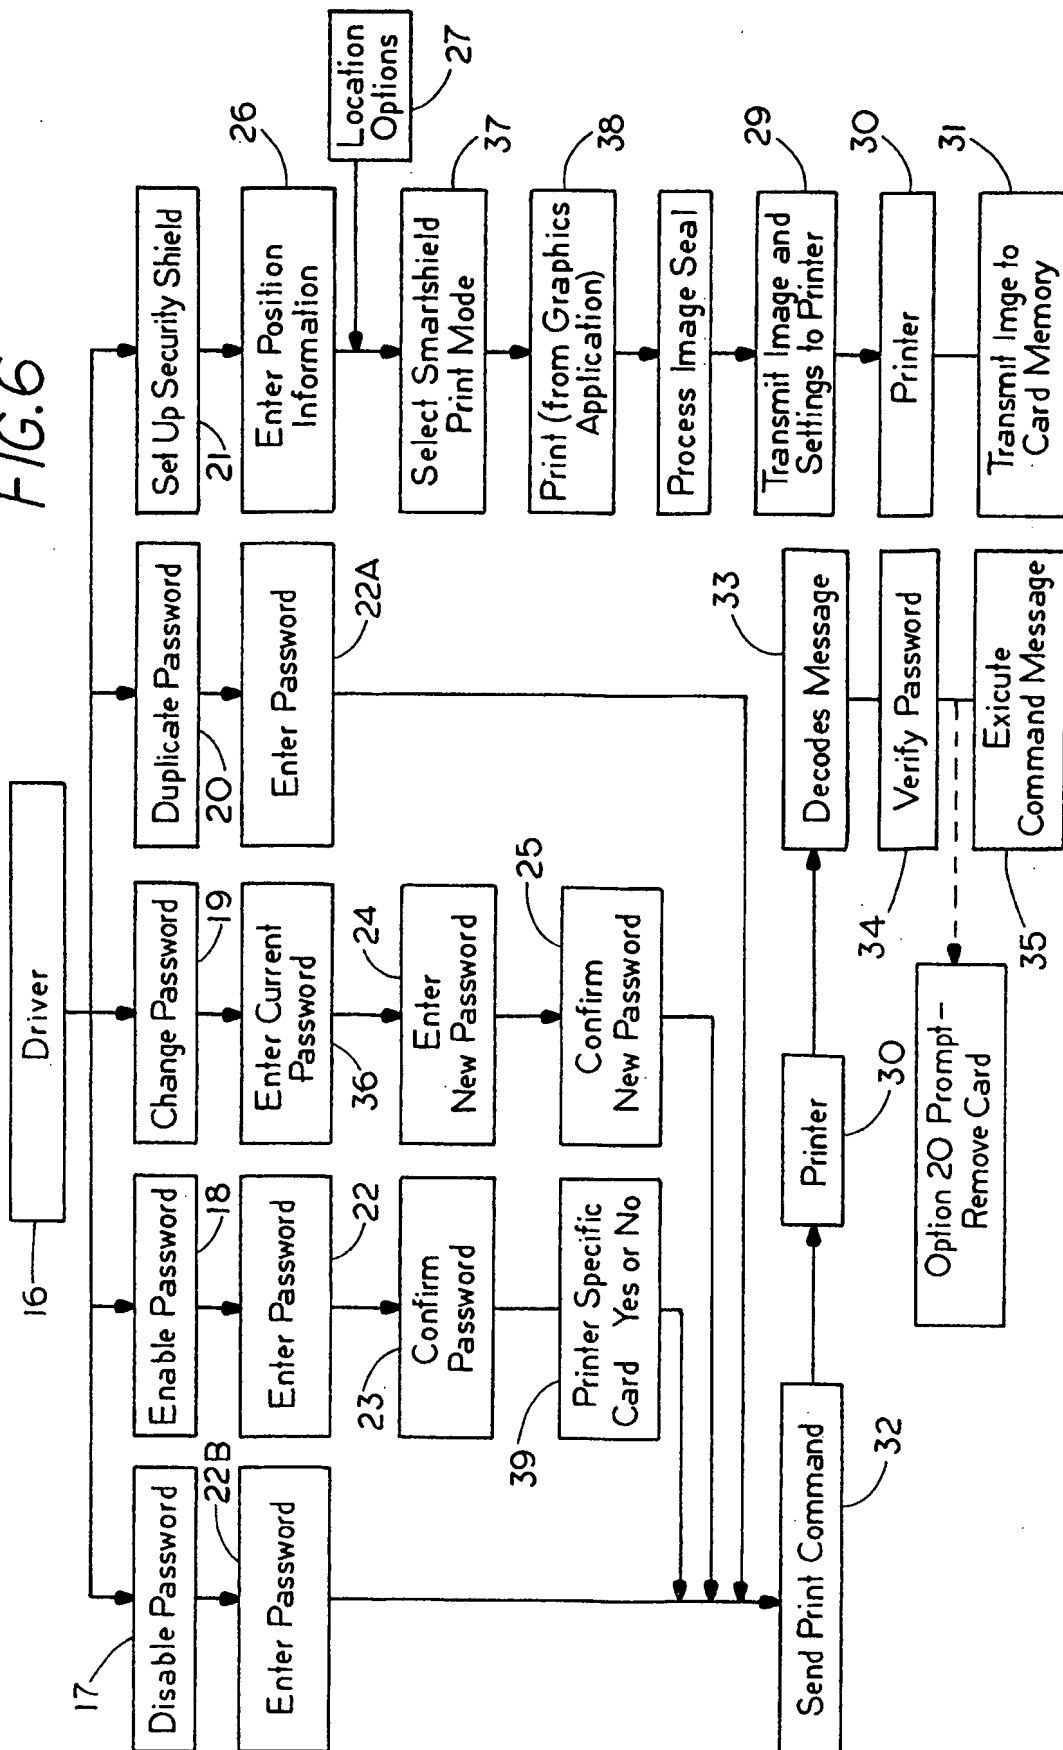 FIG.6
Driver
16
Disable Password
17
Enable Password
18
Change Password
19
Duplicate Password
20
Set Up Security Shield
21
Enter Password
22B
Enter Password
22
Enter Current
Password
36
Enter Password
22A
Enter Position
Information
26
Location
Options
27
Confirm
Password
23
Enter
New Password
24
Select Smartshield
Print Mode
37
Printer Specific
Card Yes or No
39
Confirm
New Password
25
Print (from Graphics
Application)
38
Process Image Seal
Send Print Command
32
Printer
30
Decodes Message
33
Transmit Image and
Settings to Printer
29
Verify Password
34
Printer
30
Option 20 Prompt-
Remove Card
Exicute
Command Message
35
Transmit Imge to
Card Memory
31